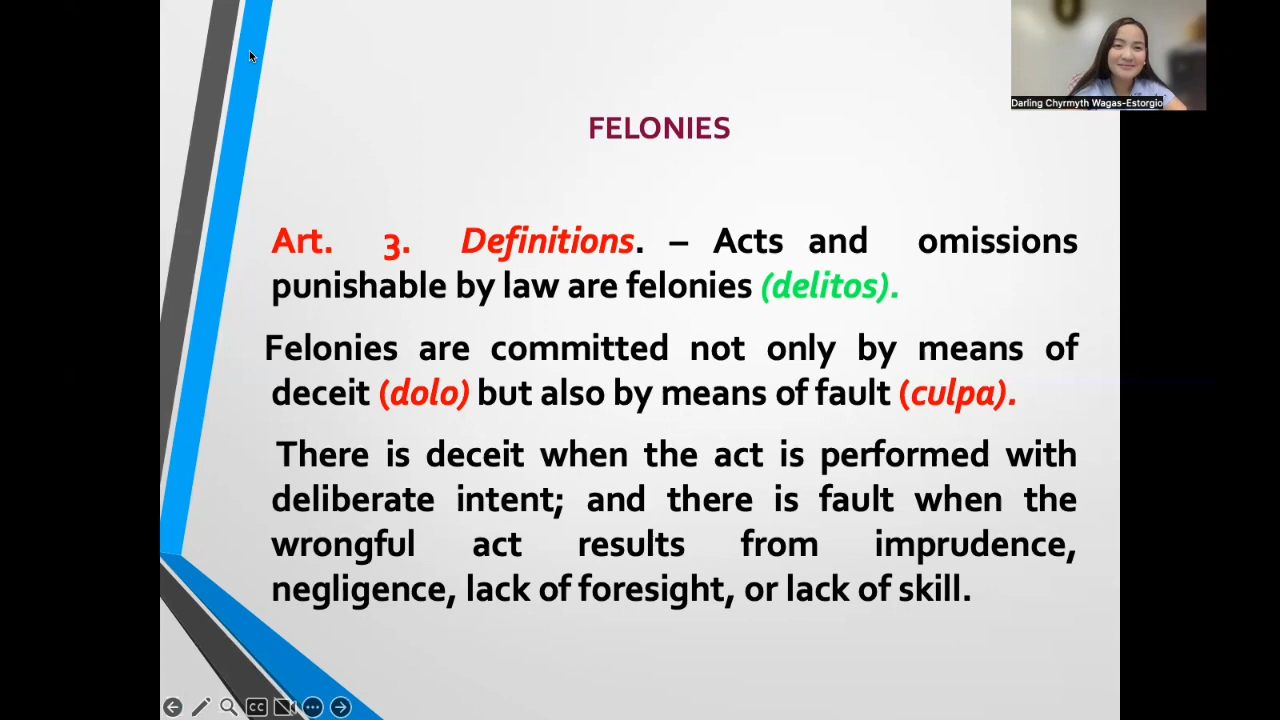 Darling Chyrmyth Wagas-Estorgio
FELONIES
Art. 3. Definitions. – Acts and omissions
punishable by law are felonies (delitos).
Felonies are committed not only by means of
deceit (dolo) but also by means of fault (culpa).
There is deceit when the act is performed with
deliberate intent; and there is fault when the
wrongful act results from imprudence,
negligence, lack of foresight, or lack of skill.
CC